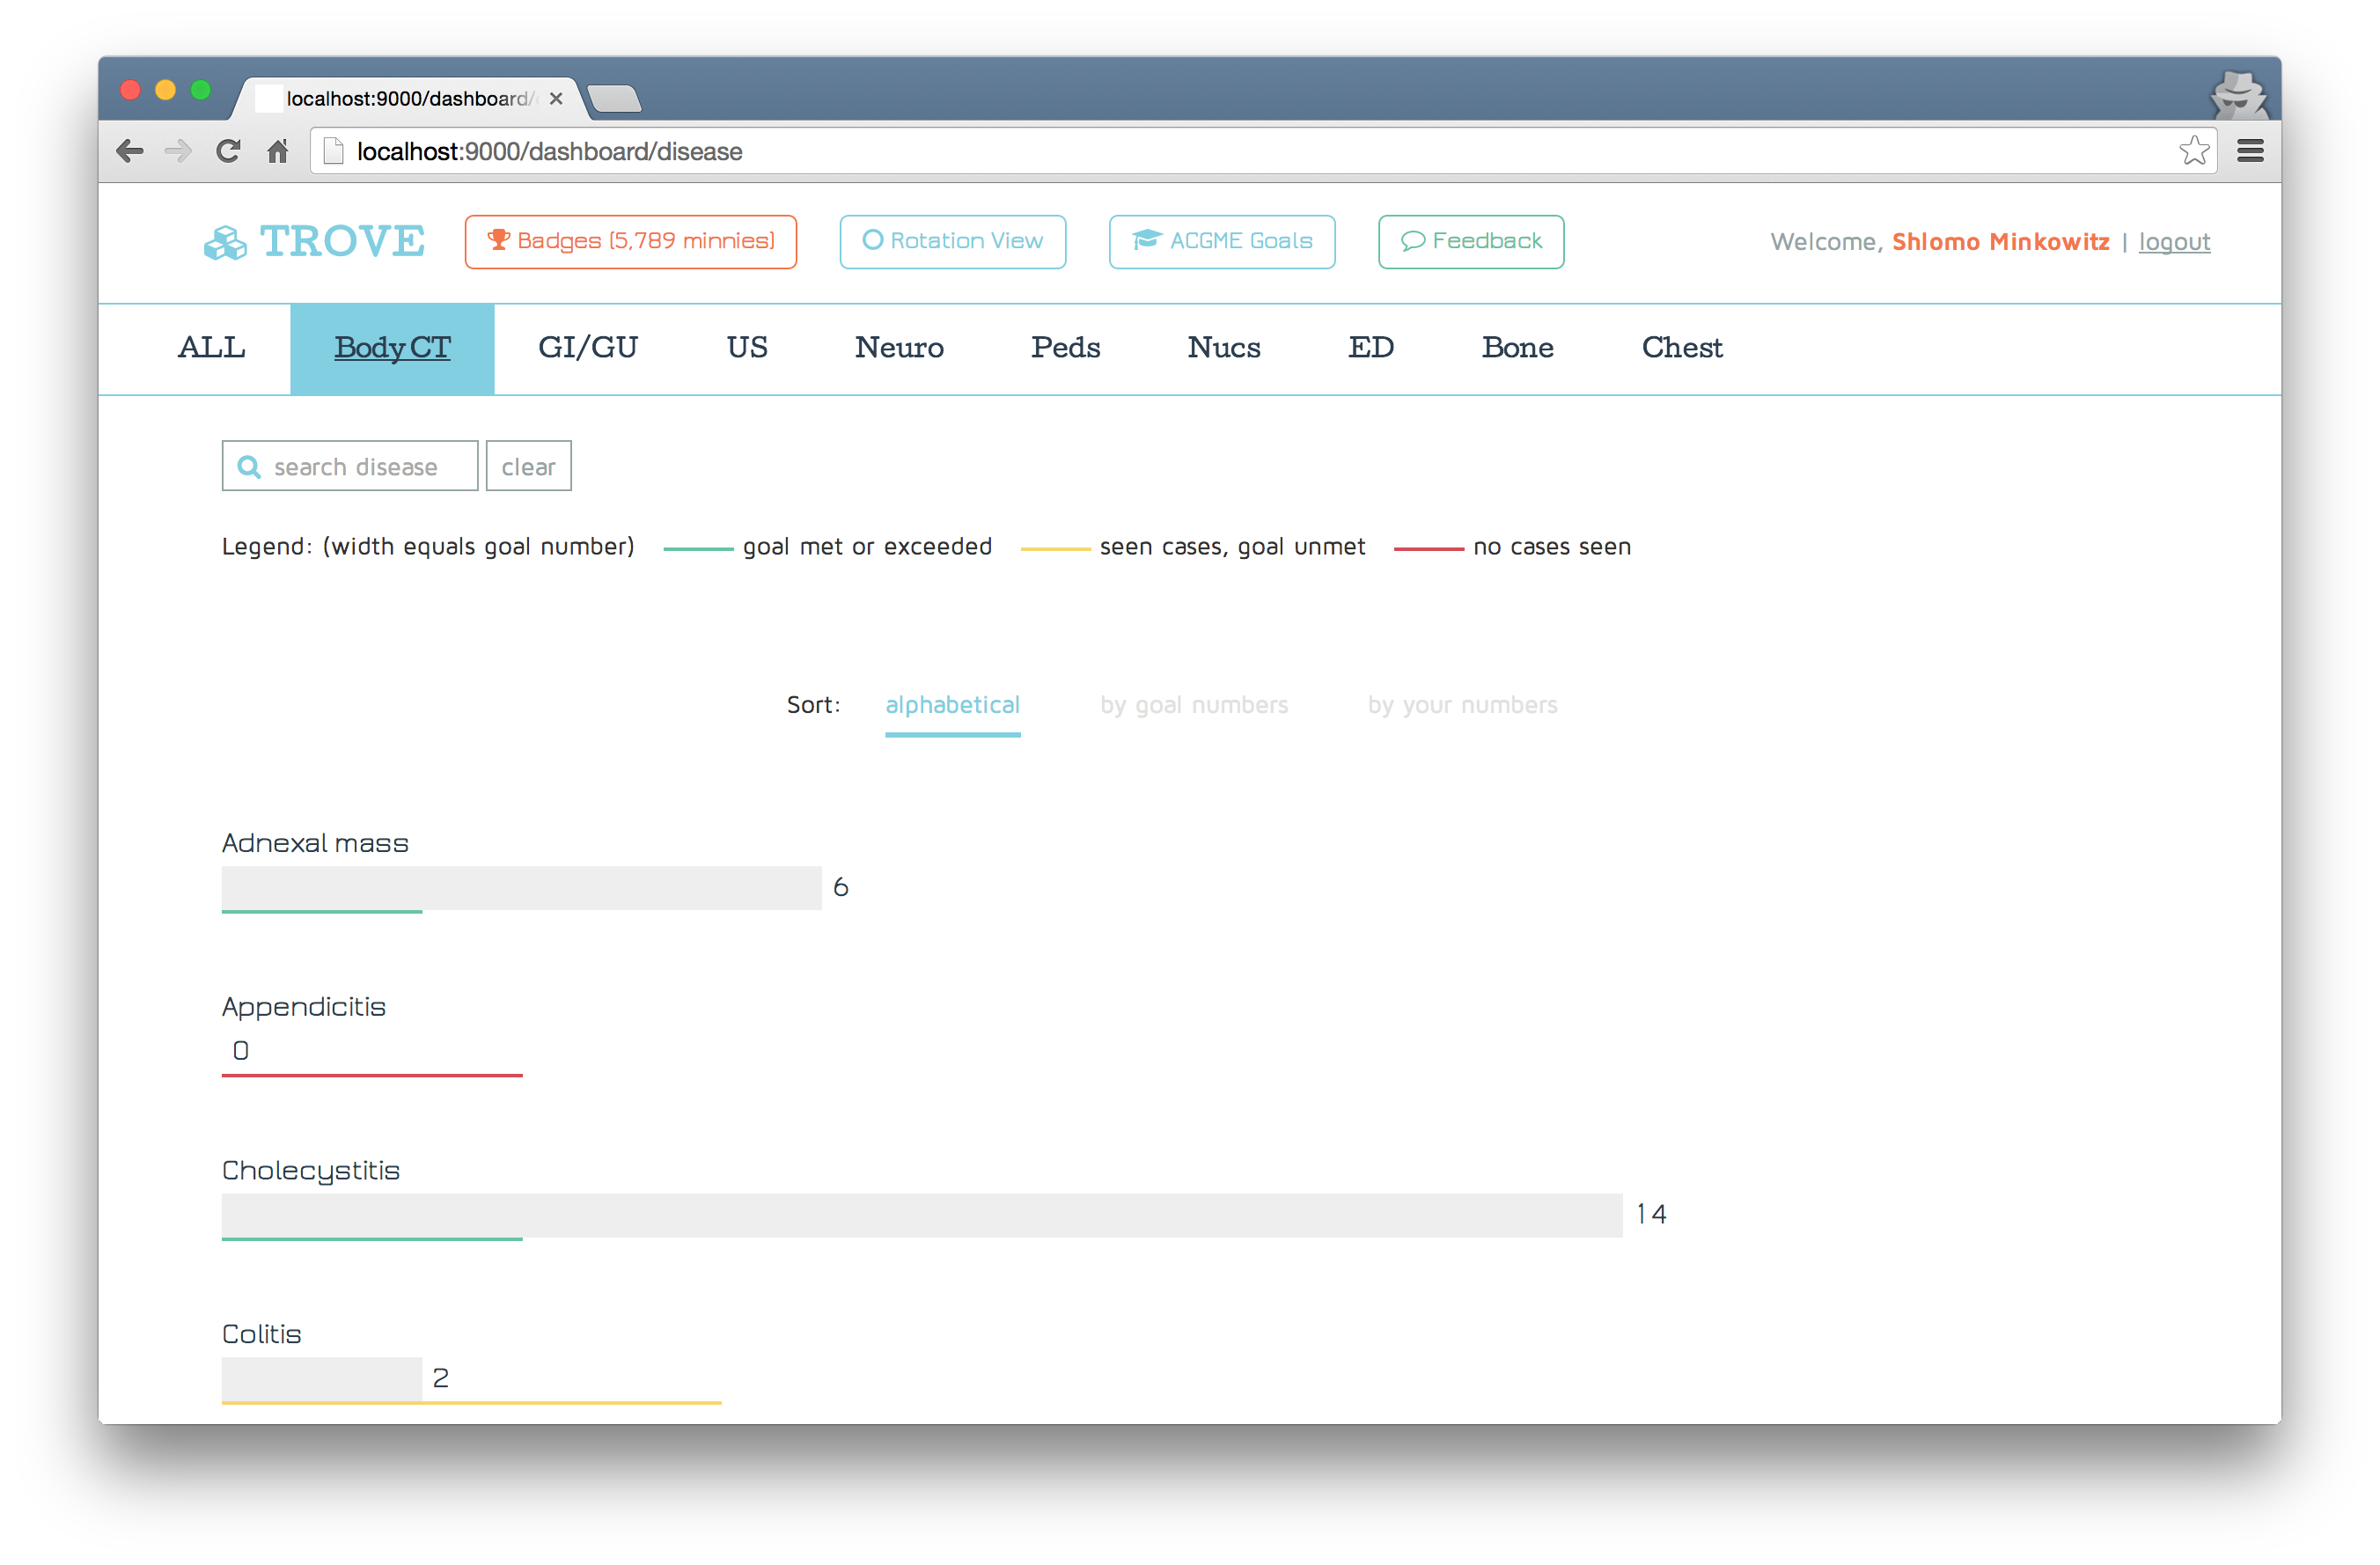 localhost:9000/dashboard/
localhost:9000/dashboard/disease
TROVE Badges (5,789 minnies) Rotation View ACGME Goals Feedback Welcome, Shlomo Minkowitz | logout
ALL Body CT GI/GU US Neuro Peds Nucs ED Bone Chest
search disease clear
Legend: (width equals goal number) goal met or exceeded seen cases, goal unmet no cases seen
Sort: alphabetical by goal numbers by your numbers
Adnexal mass
6
Appendicitis
0
Cholecystitis
14
Colitis
2